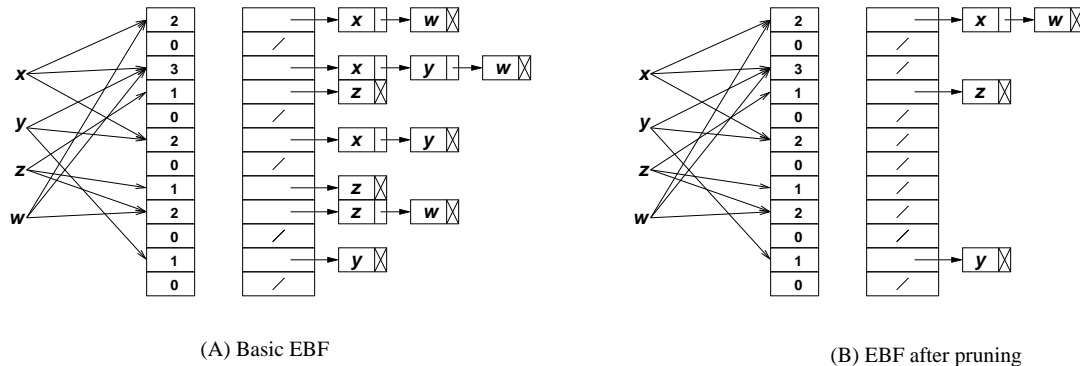 2 x w 2 x w
0 0
x 3 x y w x 3
1 z 1 z
y 0 y 0
2 x y 2
z 0 z 0
1 z 1
w 2 z w w 2
0 0
1 y 1 y
0 0
(A) Basic EBF
(B) EBF after pruning